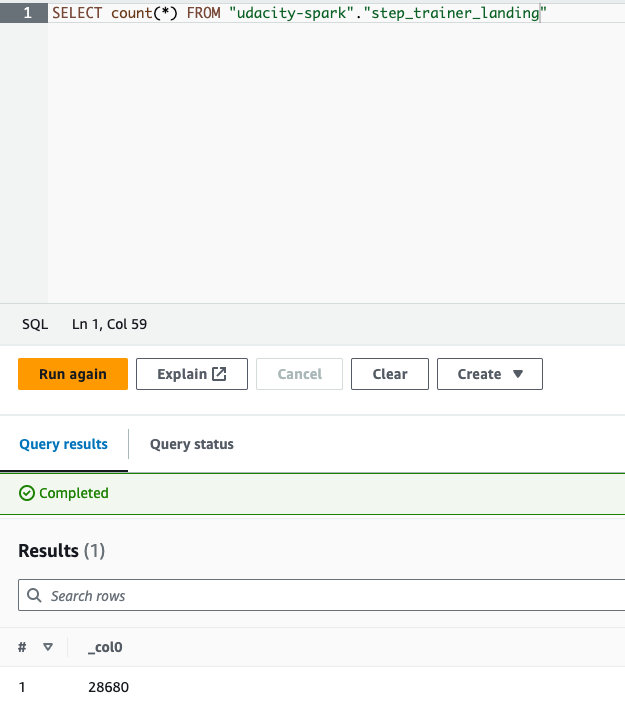 1 SELECT count(*) FROM "udacity-spark"."step_trainer_landing"
SQL Ln 1, Col 59
Run again Explain Cancel Clear Create
Query results Query status
Completed
Results (1)
Search rows
# _col0
1 28680